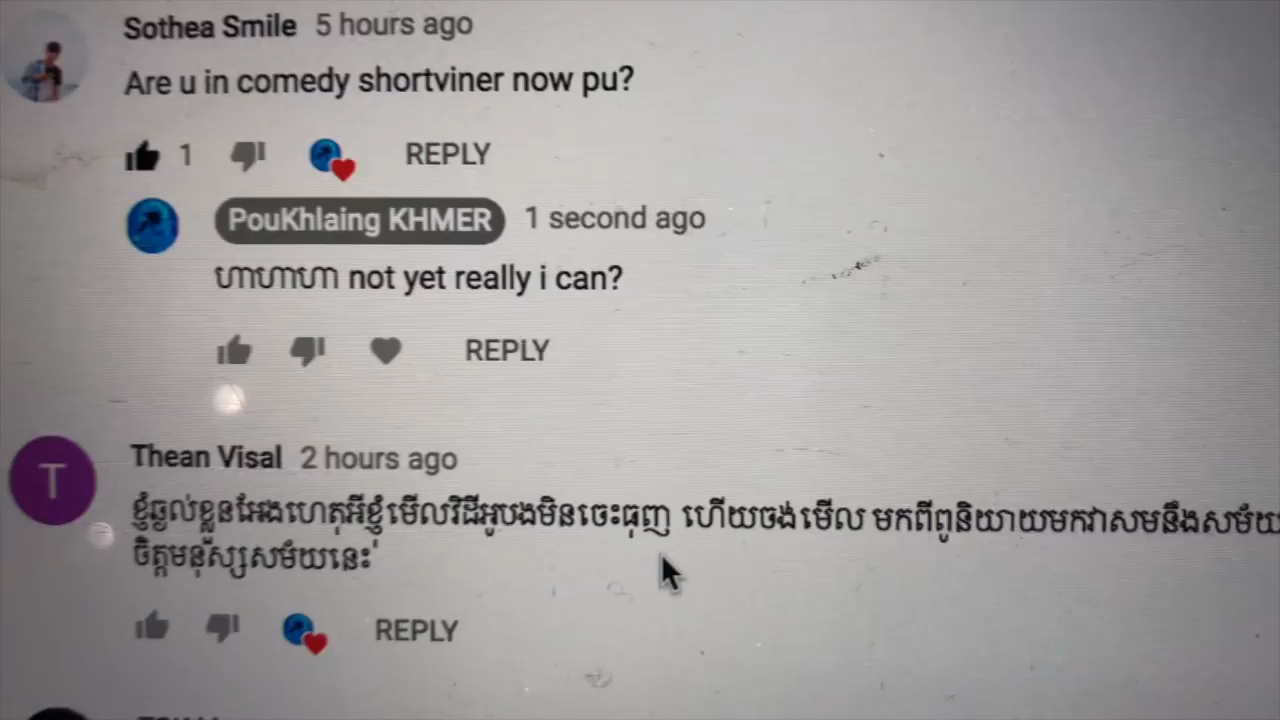 Sothea Smile 5 hours ago
Are u in comedy shortviner now pu?
1 REPLY
PouKhlaing KHMER 1 second ago
ហាហាហា not yet really i can?
REPLY
T
Thean Visal 2 hours ago
ខ្ញុំឆ្ងល់ខ្លួនអែងហេតុអីខ្ញុំមើលវិដីអូបងមិនចេះធុញ ហើយចង់មើល មកពីពូនិយាយមកវាសមនឹងសម័យ
ចិត្តមនុស្សសម័យនេះ
REPLY